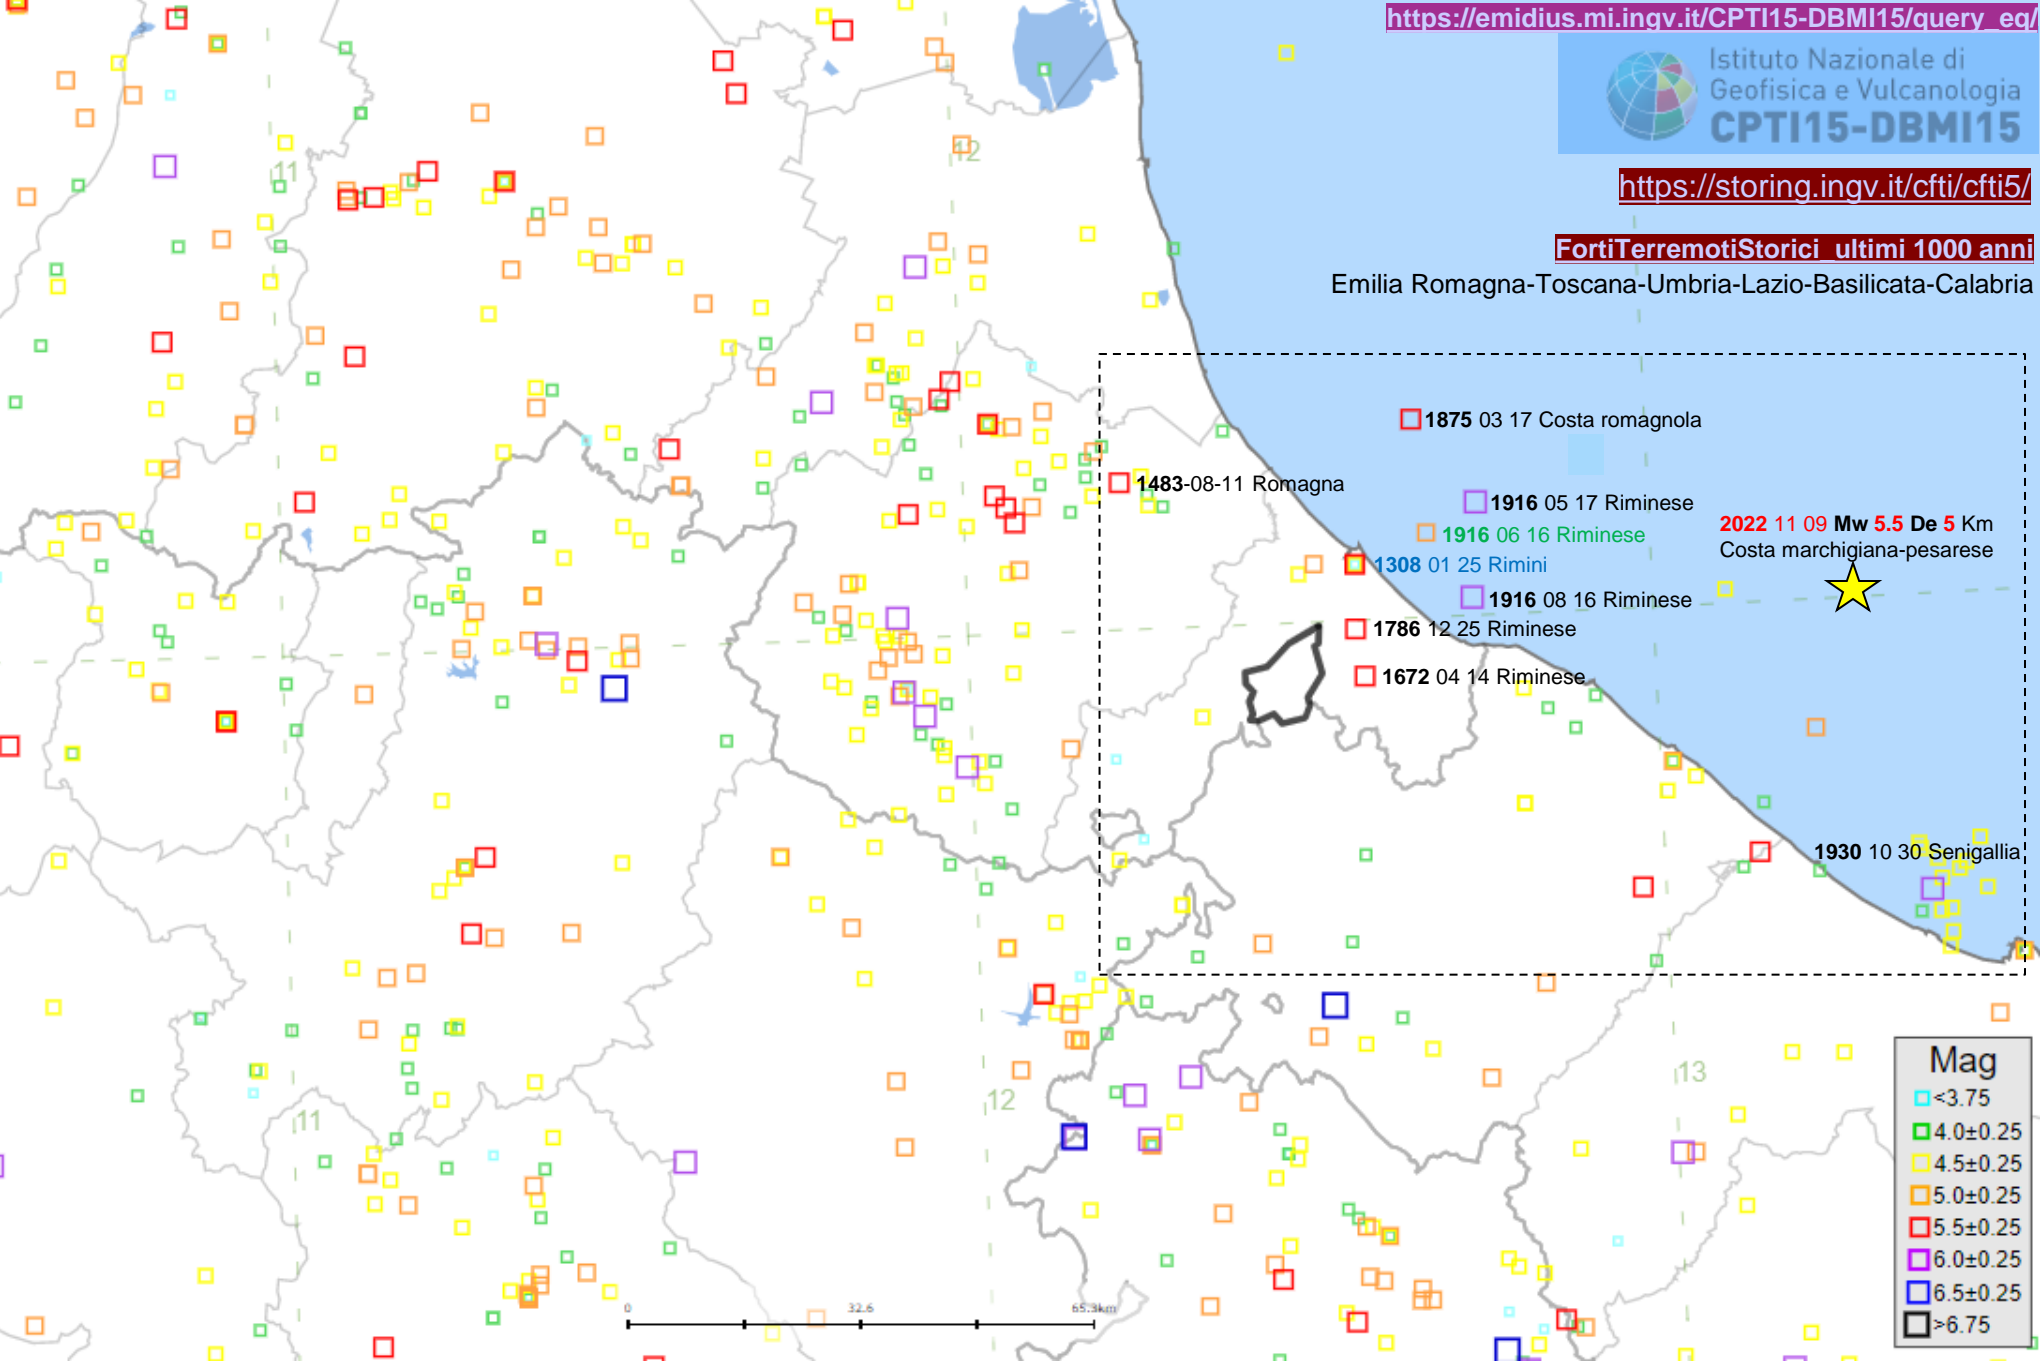 https://emidius.mi.ingv.it/CPTI15-DBMI15/query_eq/
Istituto Nazionale di
Geofisica e Vulcanologia
CPTI15-DBMI15
https://storing.ingv.it/cfti/cfti5/
FortiTerremotiStorici_ultimi 1000 anni
Emilia Romagna-Toscana-Umbria-Lazio-Basilicata-Calabria
11
12
1875 03 17 Costa romagnola
1483-08-11 Romagna
1916 05 17 Riminese
1916 06 16 Riminese
2022 11 09 Mw 5.5 De 5 Km
Costa marchigiana-pesarese
1308 01 25 Rimini
1916 08 16 Riminese
1786 12 25 Riminese
1672 04 14 Riminese
1930 10 30 Senigallia
11
12
13
Mag
<3.75
4.0±0.25
4.5±0.25
5.0±0.25
5.5±0.25
6.0±0.25
6.5±0.25
>6.75
0 32.6 65.3km